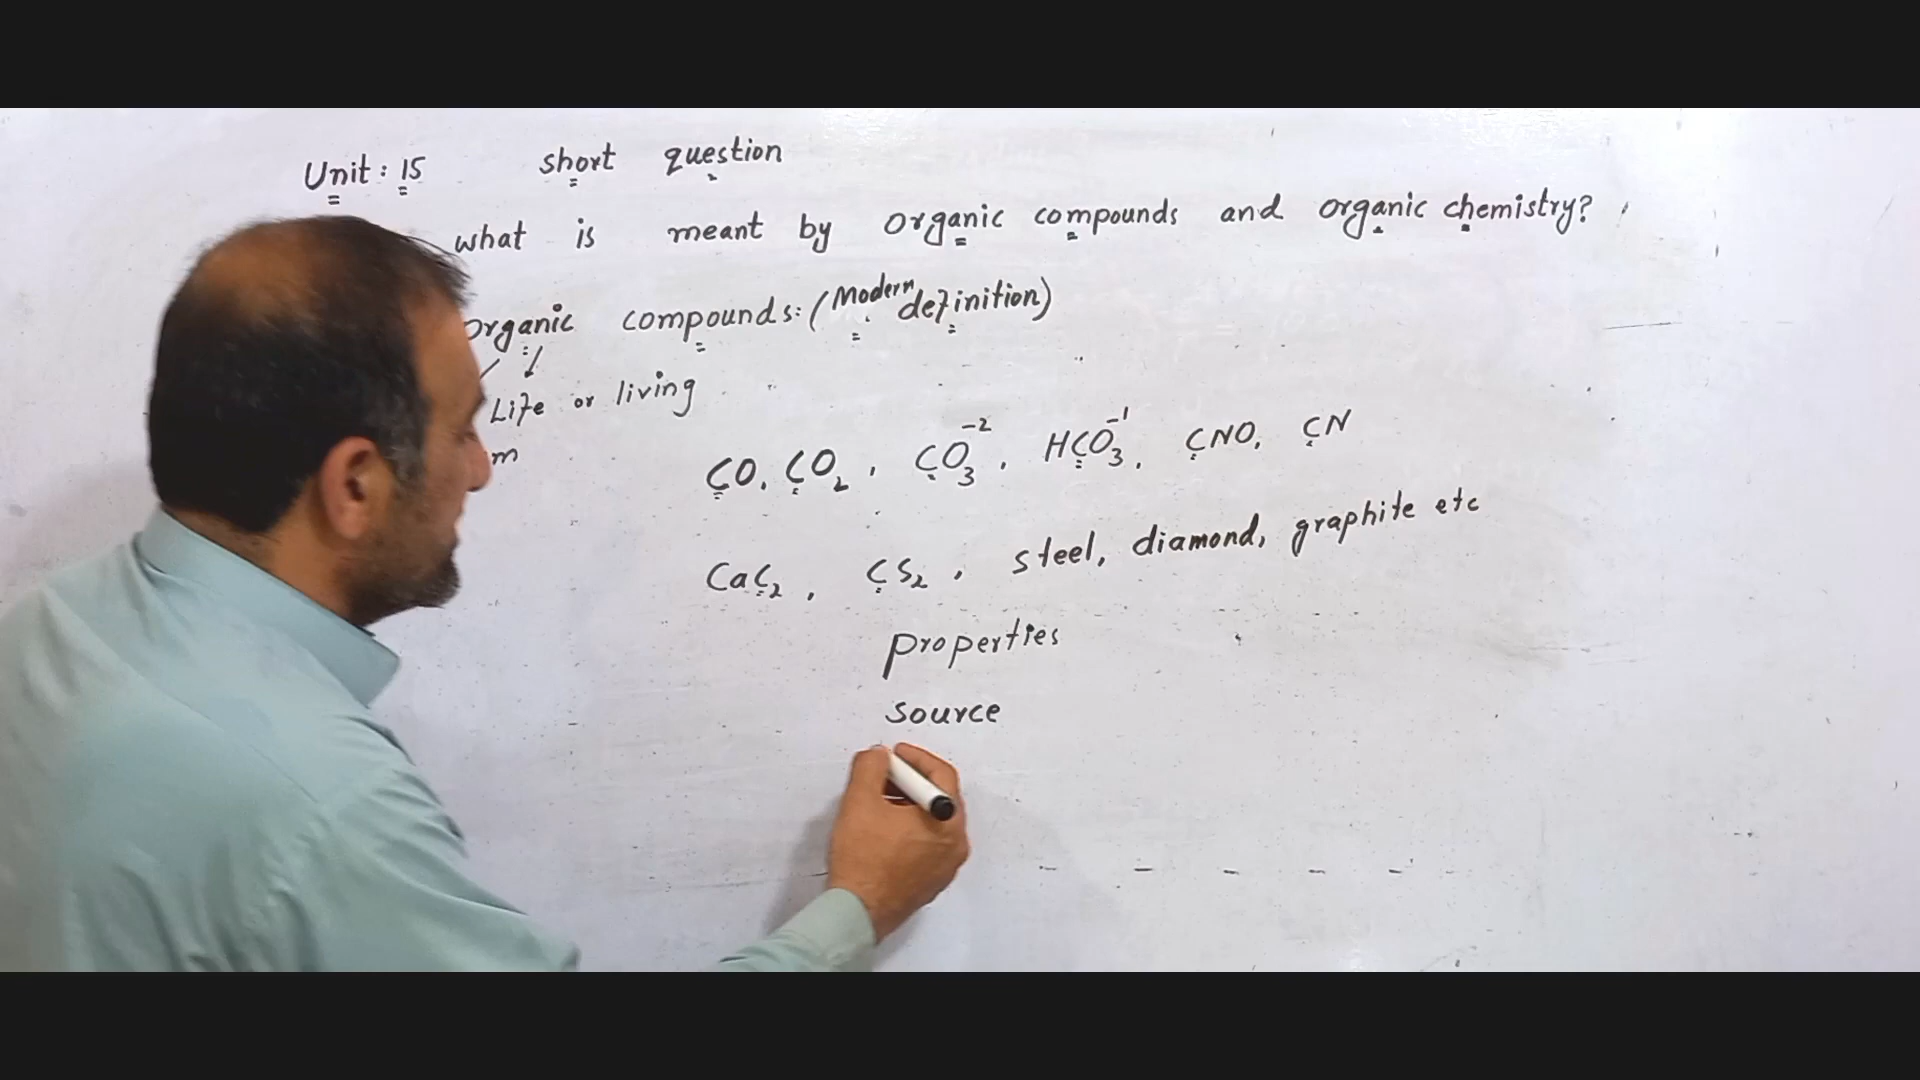 Unit: 15 short question
what is meant by organic compounds and organic chemistry?
organic compounds: (Modern definition)
Life or living
m
CO, CO2, CO3-2, HCO3-1, CNO, CN
CaC2, CS2, steel, diamond, graphite etc
properties
source